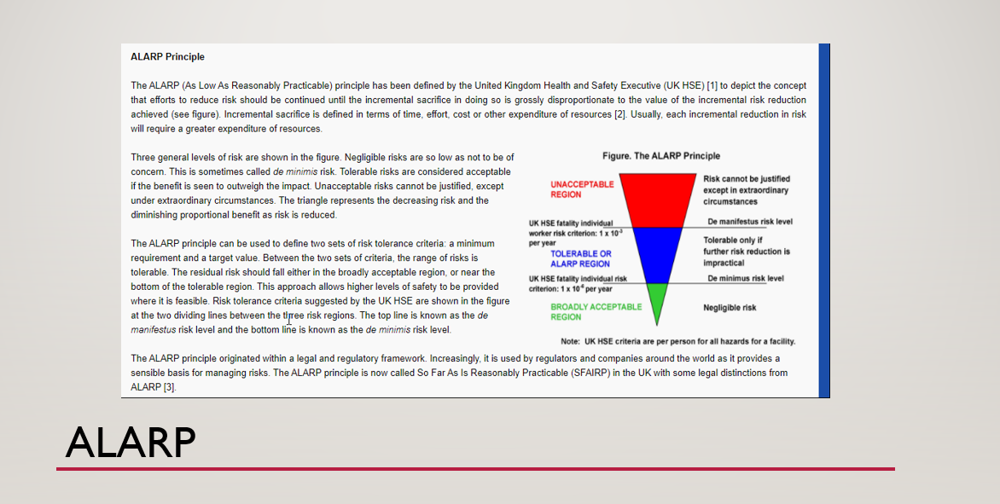 ALARP Principle
The ALARP (As Low As Reasonably Practicable) principle has been defined by the United Kingdom Health and Safety Executive (UK HSE) [1] to depict the concept
that efforts to reduce risk should be continued until the incremental sacrifice in doing so is grossly disproportionate to the value of the incremental risk reduction
achieved (see figure). Incremental sacrifice is defined in terms of time, effort, cost or other expenditure of resources [2]. Usually, each incremental reduction in risk
will require a greater expenditure of resources.
Three general levels of risk are shown in the figure. Negligible risks are so low as not to be of
concern. This is sometimes called de minimis risk. Tolerable risks are considered acceptable
if the benefit is seen to outweigh the impact. Unacceptable risks cannot be justified, except
under extraordinary circumstances. The triangle represents the decreasing risk and the
diminishing proportional benefit as risk is reduced.
The ALARP principle can be used to define two sets of risk tolerance criteria: a minimum
requirement and a target value. Between the two sets of criteria, the range of risks is
tolerable. The residual risk should fall either in the broadly acceptable region, or near the
bottom of the tolerable region. This approach allows higher levels of safety to be provided
where it is feasible. Risk tolerance criteria suggested by the UK HSE are shown in the figure
at the two dividing lines between the three risk regions. The top line is known as the de
manifestus risk level and the bottom line is known as the de minimis risk level.
Figure. The ALARP Principle
UNACCEPTABLE
REGION
Risk cannot be justified
except in extraordinary
circumstances
UK HSE fatality individual
worker risk criterion: 1 x 10⁻³
per year
De manifestus risk level
TOLERABLE OR
ALARP REGION
Tolerable only if
further risk reduction is
impractical
UK HSE fatality individual risk
criterion: 1 x 10⁻⁶ per year
De minimus risk level
BROADLY ACCEPTABLE
REGION
Negligible risk
Note: UK HSE criteria are per person for all hazards for a facility.
The ALARP principle originated within a legal and regulatory framework. Increasingly, it is used by regulators and companies around the world as it provides a
sensible basis for managing risks. The ALARP principle is now called So Far As Is Reasonably Practicable (SFAIRP) in the UK with some legal distinctions from
ALARP [3].
ALARP